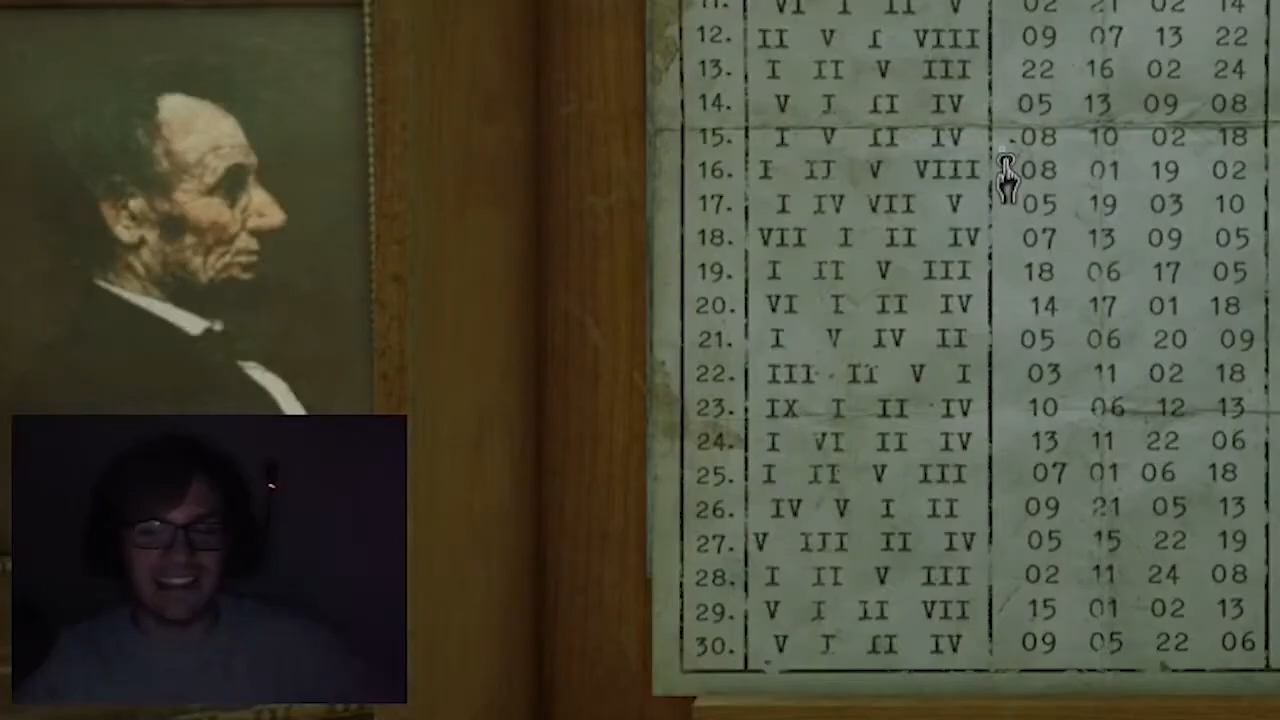 11. VI I II V 02 21 02 14
12. II V I VIII 09 07 13 22
13. I II V III 22 16 02 24
14. V I II IV 05 13 09 08
15. I V II IV 08 10 02 18
16. I II V VIII 08 01 19 02
17. I IV VII V 05 19 03 10
18. VII I II IV 07 13 09 05
19. I II V III 18 06 17 05
20. VI I II IV 14 17 01 18
21. I V IV II 05 06 20 09
22. III II V I 03 11 02 18
23. IX I II IV 10 06 12 13
24. I VI II IV 13 11 22 06
25. I II V III 07 01 06 18
26. IV V I II 09 21 05 13
27. V III II IV 05 15 22 19
28. I II V III 02 11 24 08
29. V I II VII 15 01 02 13
30. V I II IV 09 05 22 06